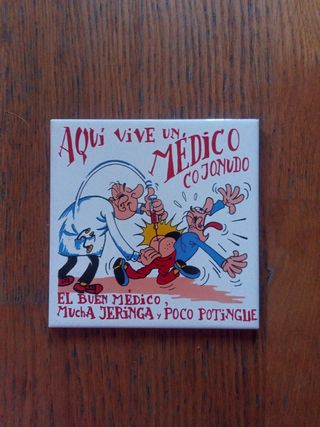 AQUÍ VIVE UN
MÉDICO
COJONUDO
EL BUEN MÉDICO,
MUCHA JERINGA Y POCO POTINGUE